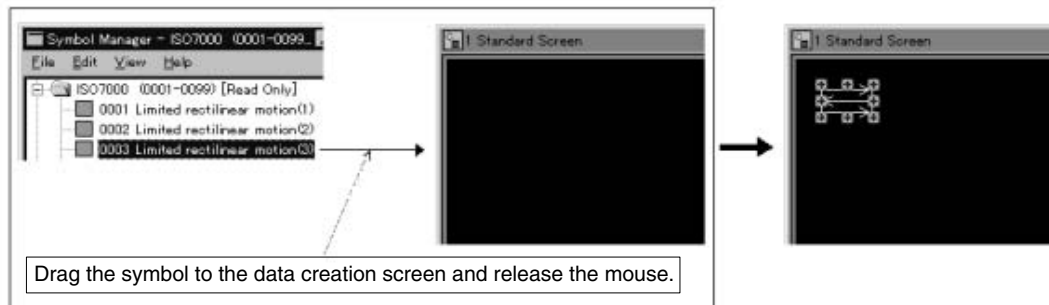 Symbol Manager - ISO7000 (0001-0099
File Edit View Help
ISO7000 (0001-0099) [Read Only]
0001 Limited rectilinear motion(1)
0002 Limited rectilinear motion(2)
0003 Limited rectilinear motion(3)
1 Standard Screen
1 Standard Screen
Drag the symbol to the data creation screen and release the mouse.